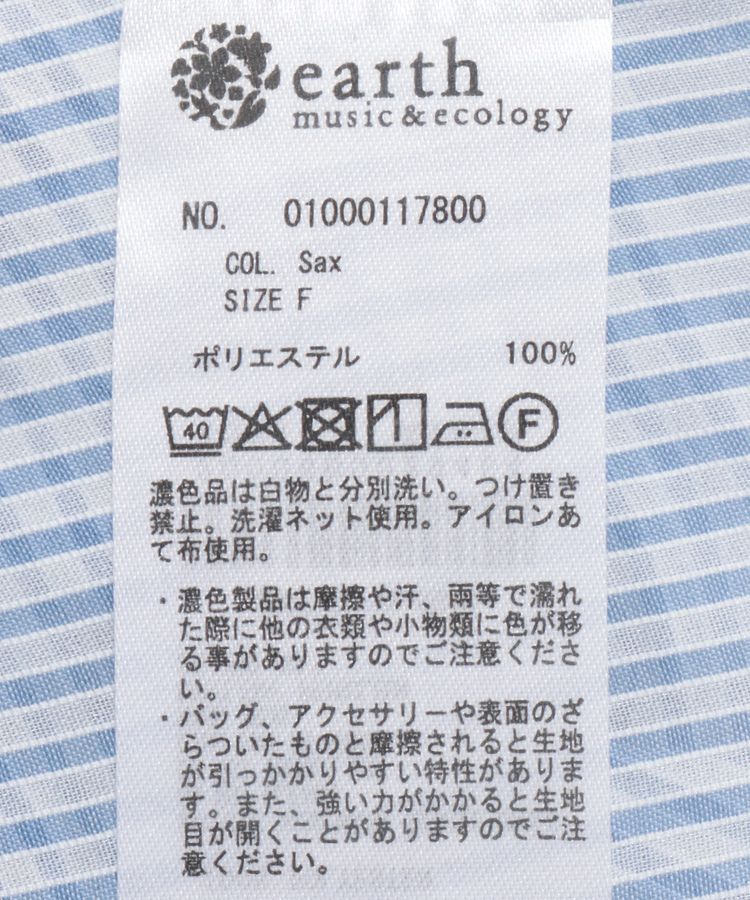 earth
music&ecology
NO. 01000117800
COL. Sax
SIZE F
ポリエステル 100%
40 F
濃色品は白物と分別洗い。つけ置き
禁止。洗濯ネット使用。アイロンあ
て布使用。
・濃色製品は摩擦や汗、雨等で濡れ
た際に他の衣類や小物類に色が移
る事がありますのでご注意くださ
い。
・バッグ、アクセサリーや表面のざ
らついたものと摩擦されると生地
が引っかかりやすい特性がありま
す。また、強い力がかかると生地
目が開くことがありますのでご注
意ください。